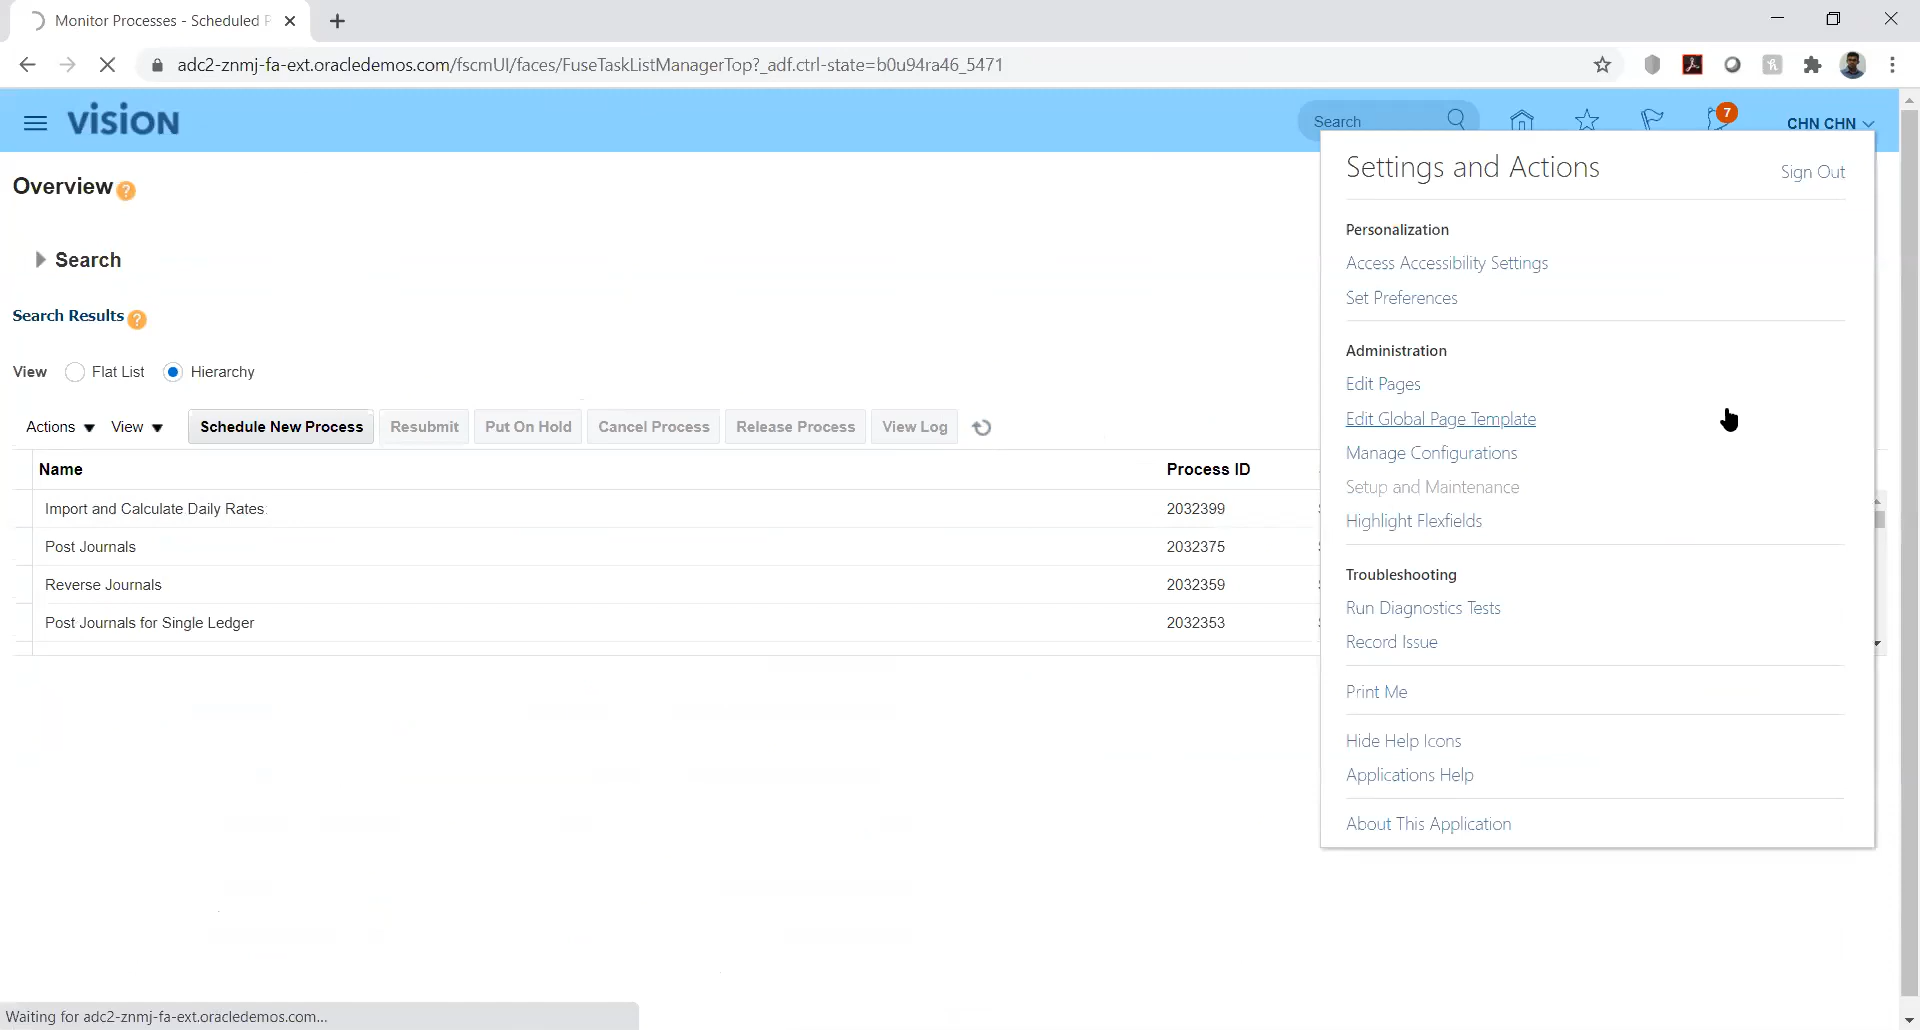 Monitor Processes - Scheduled P
adc2-znmj-fa-ext.oracledemos.com/fscmUI/faces/FuseTaskListManagerTop?_adf.ctrl-state=b0u94ra46_5471
VISION
Search
7
CHN CHN
Overview ?
Search
Search Results ?
View Flat List Hierarchy
Actions View Schedule New Process Resubmit Put On Hold Cancel Process Release Process View Log
Name Process ID
Import and Calculate Daily Rates: 2032399
Post Journals 2032375
Reverse Journals 2032359
Post Journals for Single Ledger 2032353
Settings and Actions Sign Out
Personalization
Access Accessibility Settings
Set Preferences
Administration
Edit Pages
Edit Global Page Template
Manage Configurations
Setup and Maintenance
Highlight Flexfields
Troubleshooting
Run Diagnostics Tests
Record Issue
Print Me
Hide Help Icons
Applications Help
About This Application
Waiting for adc2-znmj-fa-ext.oracledemos.com...